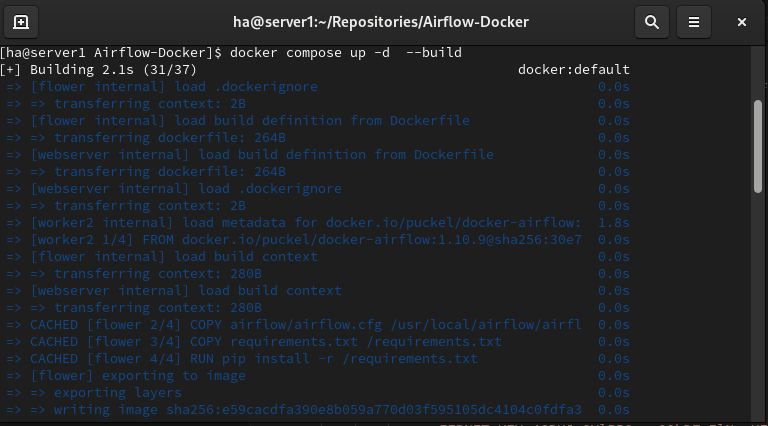 ha@server1:~/Repositories/Airflow-Docker
[ha@server1 Airflow-Docker]$ docker compose up -d  --build
[+] Building 2.1s (31/37) docker:default
=> [flower internal] load .dockerignore 0.0s
=> => transferring context: 2B 0.0s
=> [flower internal] load build definition from Dockerfile 0.0s
=> => transferring dockerfile: 264B 0.0s
=> [webserver internal] load build definition from Dockerfile 0.0s
=> => transferring dockerfile: 264B 0.0s
=> [webserver internal] load .dockerignore 0.0s
=> => transferring context: 2B 0.0s
=> [worker2 internal] load metadata for docker.io/puckel/docker-airflow: 1.8s
=> [worker2 1/4] FROM docker.io/puckel/docker-airflow:1.10.9@sha256:30e7 0.0s
=> [flower internal] load build context 0.0s
=> => transferring context: 280B 0.0s
=> [webserver internal] load build context 0.0s
=> => transferring context: 280B 0.0s
=> CACHED [flower 2/4] COPY airflow/airflow.cfg /usr/local/airflow/airfl 0.0s
=> CACHED [flower 3/4] COPY requirements.txt /requirements.txt 0.0s
=> CACHED [flower 4/4] RUN pip install -r /requirements.txt 0.0s
=> [flower] exporting to image 0.0s
=> => exporting layers 0.0s
=> => writing image sha256:e59cacdfa390e8b059a770d03f595105dc4104c0fdfa3 0.0s